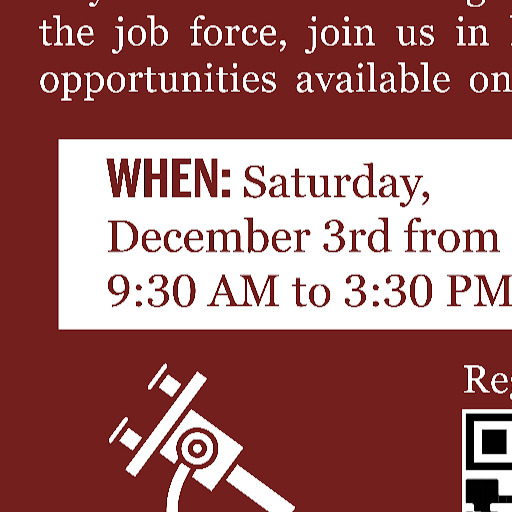 the job force, join us in
opportunities available on
WHEN: Saturday,
December 3rd from
9:30 AM to 3:30 PM
Re